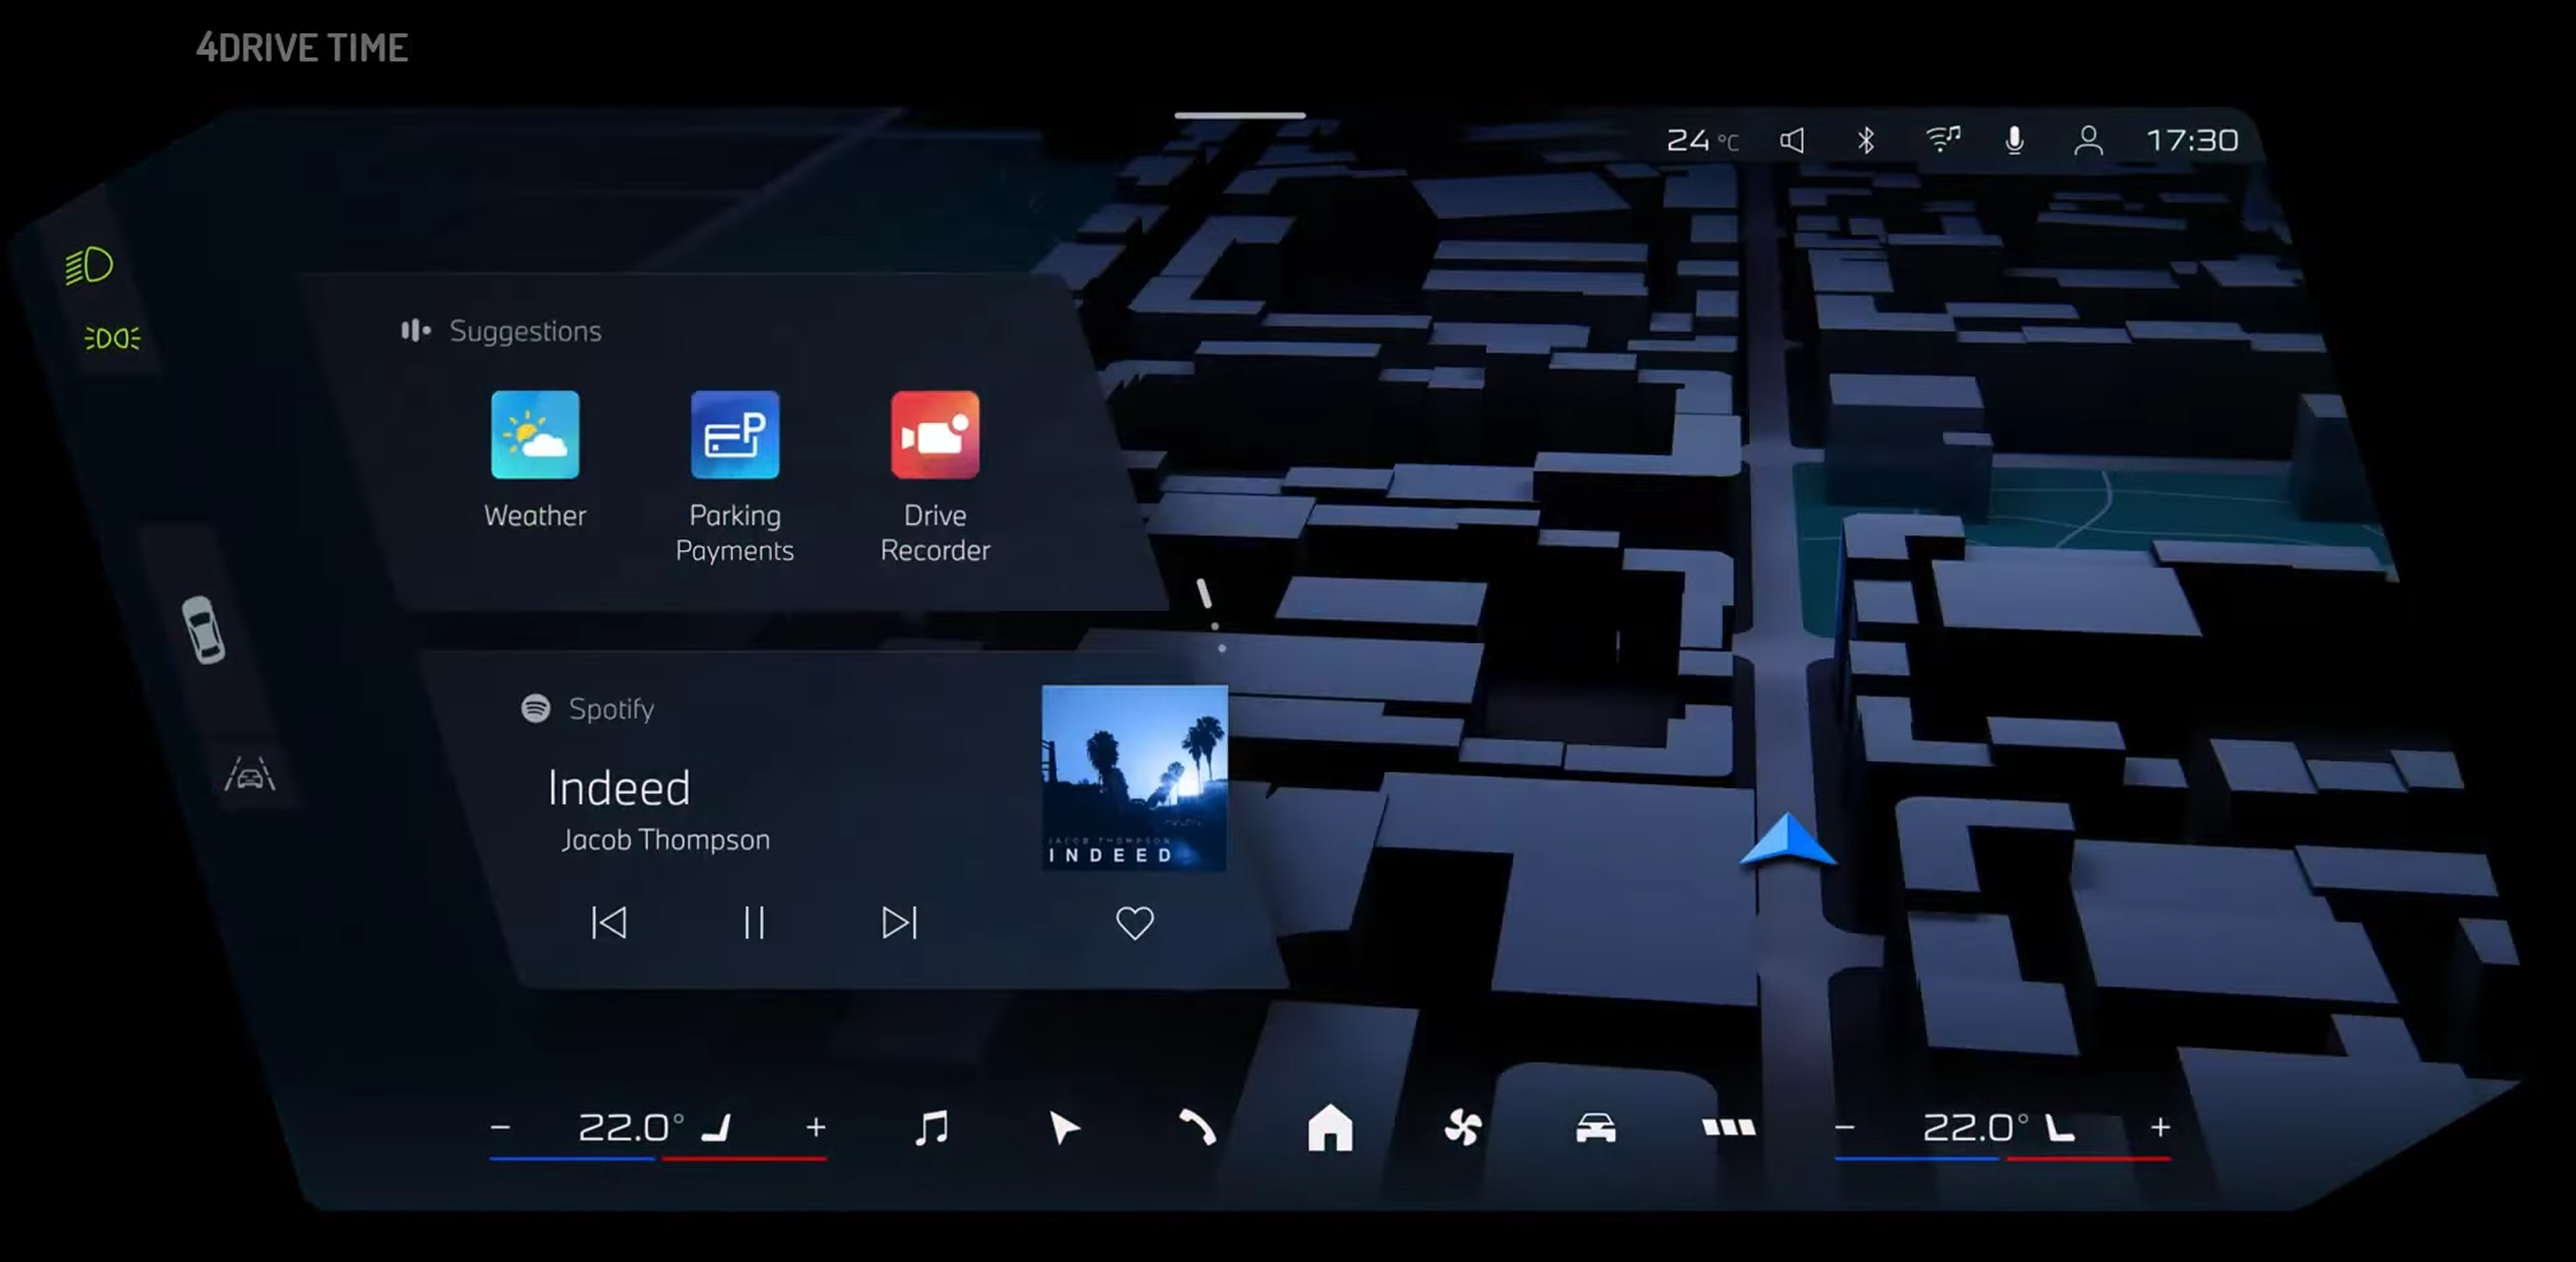 4DRIVE TIME
24 °C
17:30
Suggestions
P
Weather
Parking
Payments
Drive
Recorder
Spotify
Indeed
Jacob Thompson
JACOB THOMPSON
INDEED
− 22.0° +
− 22.0° +